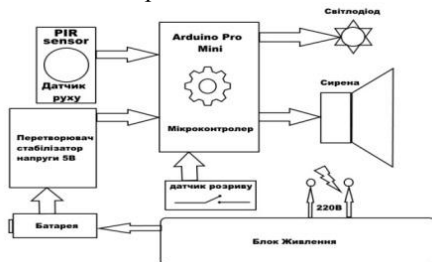 PIR
sensor
Датчик
руху
Arduino Pro
Mini
Мікроконтролер
Світлодіод
Сирена
Перетворювач
стабілізатор
напруги 5В
датчик розриву
Батарея
220В
Блок Живлення